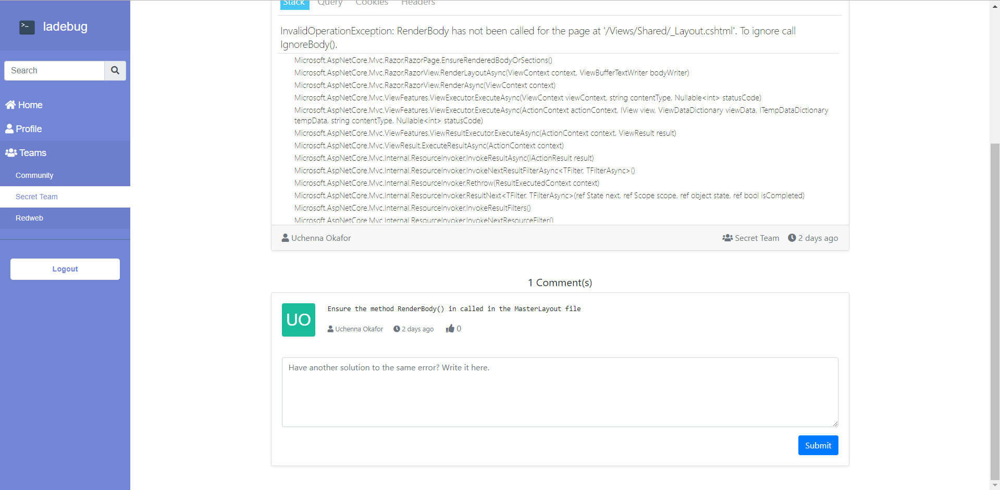 >_ ladebug
Search
Home
Profile
Teams
Community
Secret Team
Redweb
Logout
Stack Query Cookies Headers
InvalidOperationException: RenderBody has not been called for the page at '/Views/Shared/_Layout.cshtml'. To ignore call
IgnoreBody().
Microsoft.AspNetCore.Mvc.Razor.RazorPage.EnsureRenderedBodyOrSections()
Microsoft.AspNetCore.Mvc.Razor.RazorView.RenderLayoutAsync(ViewContext context, ViewBufferTextWriter bodyWriter)
Microsoft.AspNetCore.Mvc.Razor.RazorView.RenderAsync(ViewContext context)
Microsoft.AspNetCore.Mvc.ViewFeatures.ViewExecutor.ExecuteAsync(ViewContext viewContext, string contentType, Nullable<int> statusCode)
Microsoft.AspNetCore.Mvc.ViewFeatures.ViewExecutor.ExecuteAsync(ActionContext actionContext, IView view, ViewDataDictionary viewData, ITempDataDictionary
tempData, string contentType, Nullable<int> statusCode)
Microsoft.AspNetCore.Mvc.ViewFeatures.ViewResultExecutor.ExecuteAsync(ActionContext context, ViewResult result)
Microsoft.AspNetCore.Mvc.ViewResult.ExecuteResultAsync(ActionContext context)
Microsoft.AspNetCore.Mvc.Internal.ResourceInvoker.InvokeResultAsync(IActionResult result)
Microsoft.AspNetCore.Mvc.Internal.ResourceInvoker.InvokeNextResultFilterAsync<TFilter, TFilterAsync>()
Microsoft.AspNetCore.Mvc.Internal.ResourceInvoker.Rethrow(ResultExecutedContext context)
Microsoft.AspNetCore.Mvc.Internal.ResourceInvoker.ResultNext<TFilter, TFilterAsync>(ref State next, ref Scope scope, ref object state, ref bool isCompleted)
Microsoft.AspNetCore.Mvc.Internal.ResourceInvoker.InvokeResultFilters()
Microsoft.AspNetCore.Mvc.Internal.ResourceInvoker.InvokeNextResourceFilter()
Uchenna Okafor Secret Team 2 days ago
1 Comment(s)
UO
Ensure the method RenderBody() in called in the MasterLayout file
Uchenna Okafor 2 days ago 0
Have another solution to the same error? Write it here.
Submit